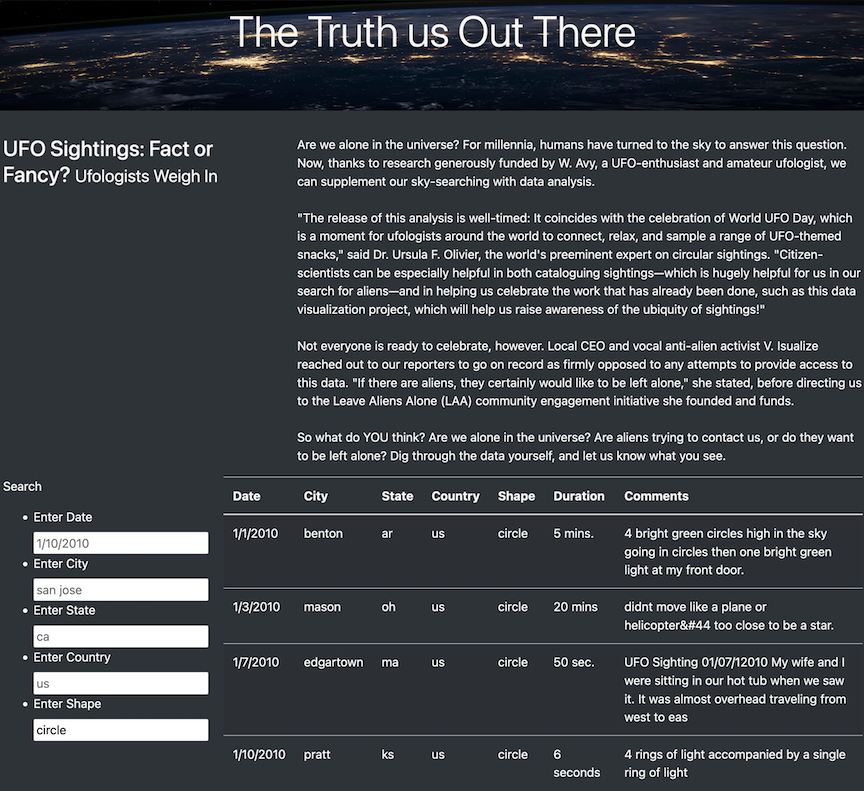 The Truth us Out There
UFO Sightings: Fact or
Fancy? Ufologists Weigh In
Are we alone in the universe? For millennia, humans have turned to the sky to answer this question.
Now, thanks to research generously funded by W. Avy, a UFO-enthusiast and amateur ufologist, we
can supplement our sky-searching with data analysis.
"The release of this analysis is well-timed: It coincides with the celebration of World UFO Day, which
is a moment for ufologists around the world to connect, relax, and sample a range of UFO-themed
snacks," said Dr. Ursula F. Olivier, the world's preeminent expert on circular sightings. "Citizen-
scientists can be especially helpful in both cataloguing sightings—which is hugely helpful for us in our
search for aliens—and in helping us celebrate the work that has already been done, such as this data
visualization project, which will help us raise awareness of the ubiquity of sightings!"
Not everyone is ready to celebrate, however. Local CEO and vocal anti-alien activist V. Isualize
reached out to our reporters to go on record as firmly opposed to any attempts to provide access to
this data. "If there are aliens, they certainly would like to be left alone," she stated, before directing us
to the Leave Aliens Alone (LAA) community engagement initiative she founded and funds.
So what do YOU think? Are we alone in the universe? Are aliens trying to contact us, or do they want
to be left alone? Dig through the data yourself, and let us know what you see.
Search
Enter Date
1/10/2010
Enter City
san jose
Enter State
ca
Enter Country
us
Enter Shape
circle
Date City State Country Shape Duration Comments
1/1/2010 benton ar us circle 5 mins. 4 bright green circles high in the sky
going in circles then one bright green
light at my front door.
1/3/2010 mason oh us circle 20 mins didnt move like a plane or
helicopter&#44 too close to be a star.
1/7/2010 edgartown ma us circle 50 sec. UFO Sighting 01/07/12010 My wife and I
were sitting in our hot tub when we saw
it. It was almost overhead traveling from
west to eas
1/10/2010 pratt ks us circle 6 4 rings of light accompanied by a single
seconds ring of light